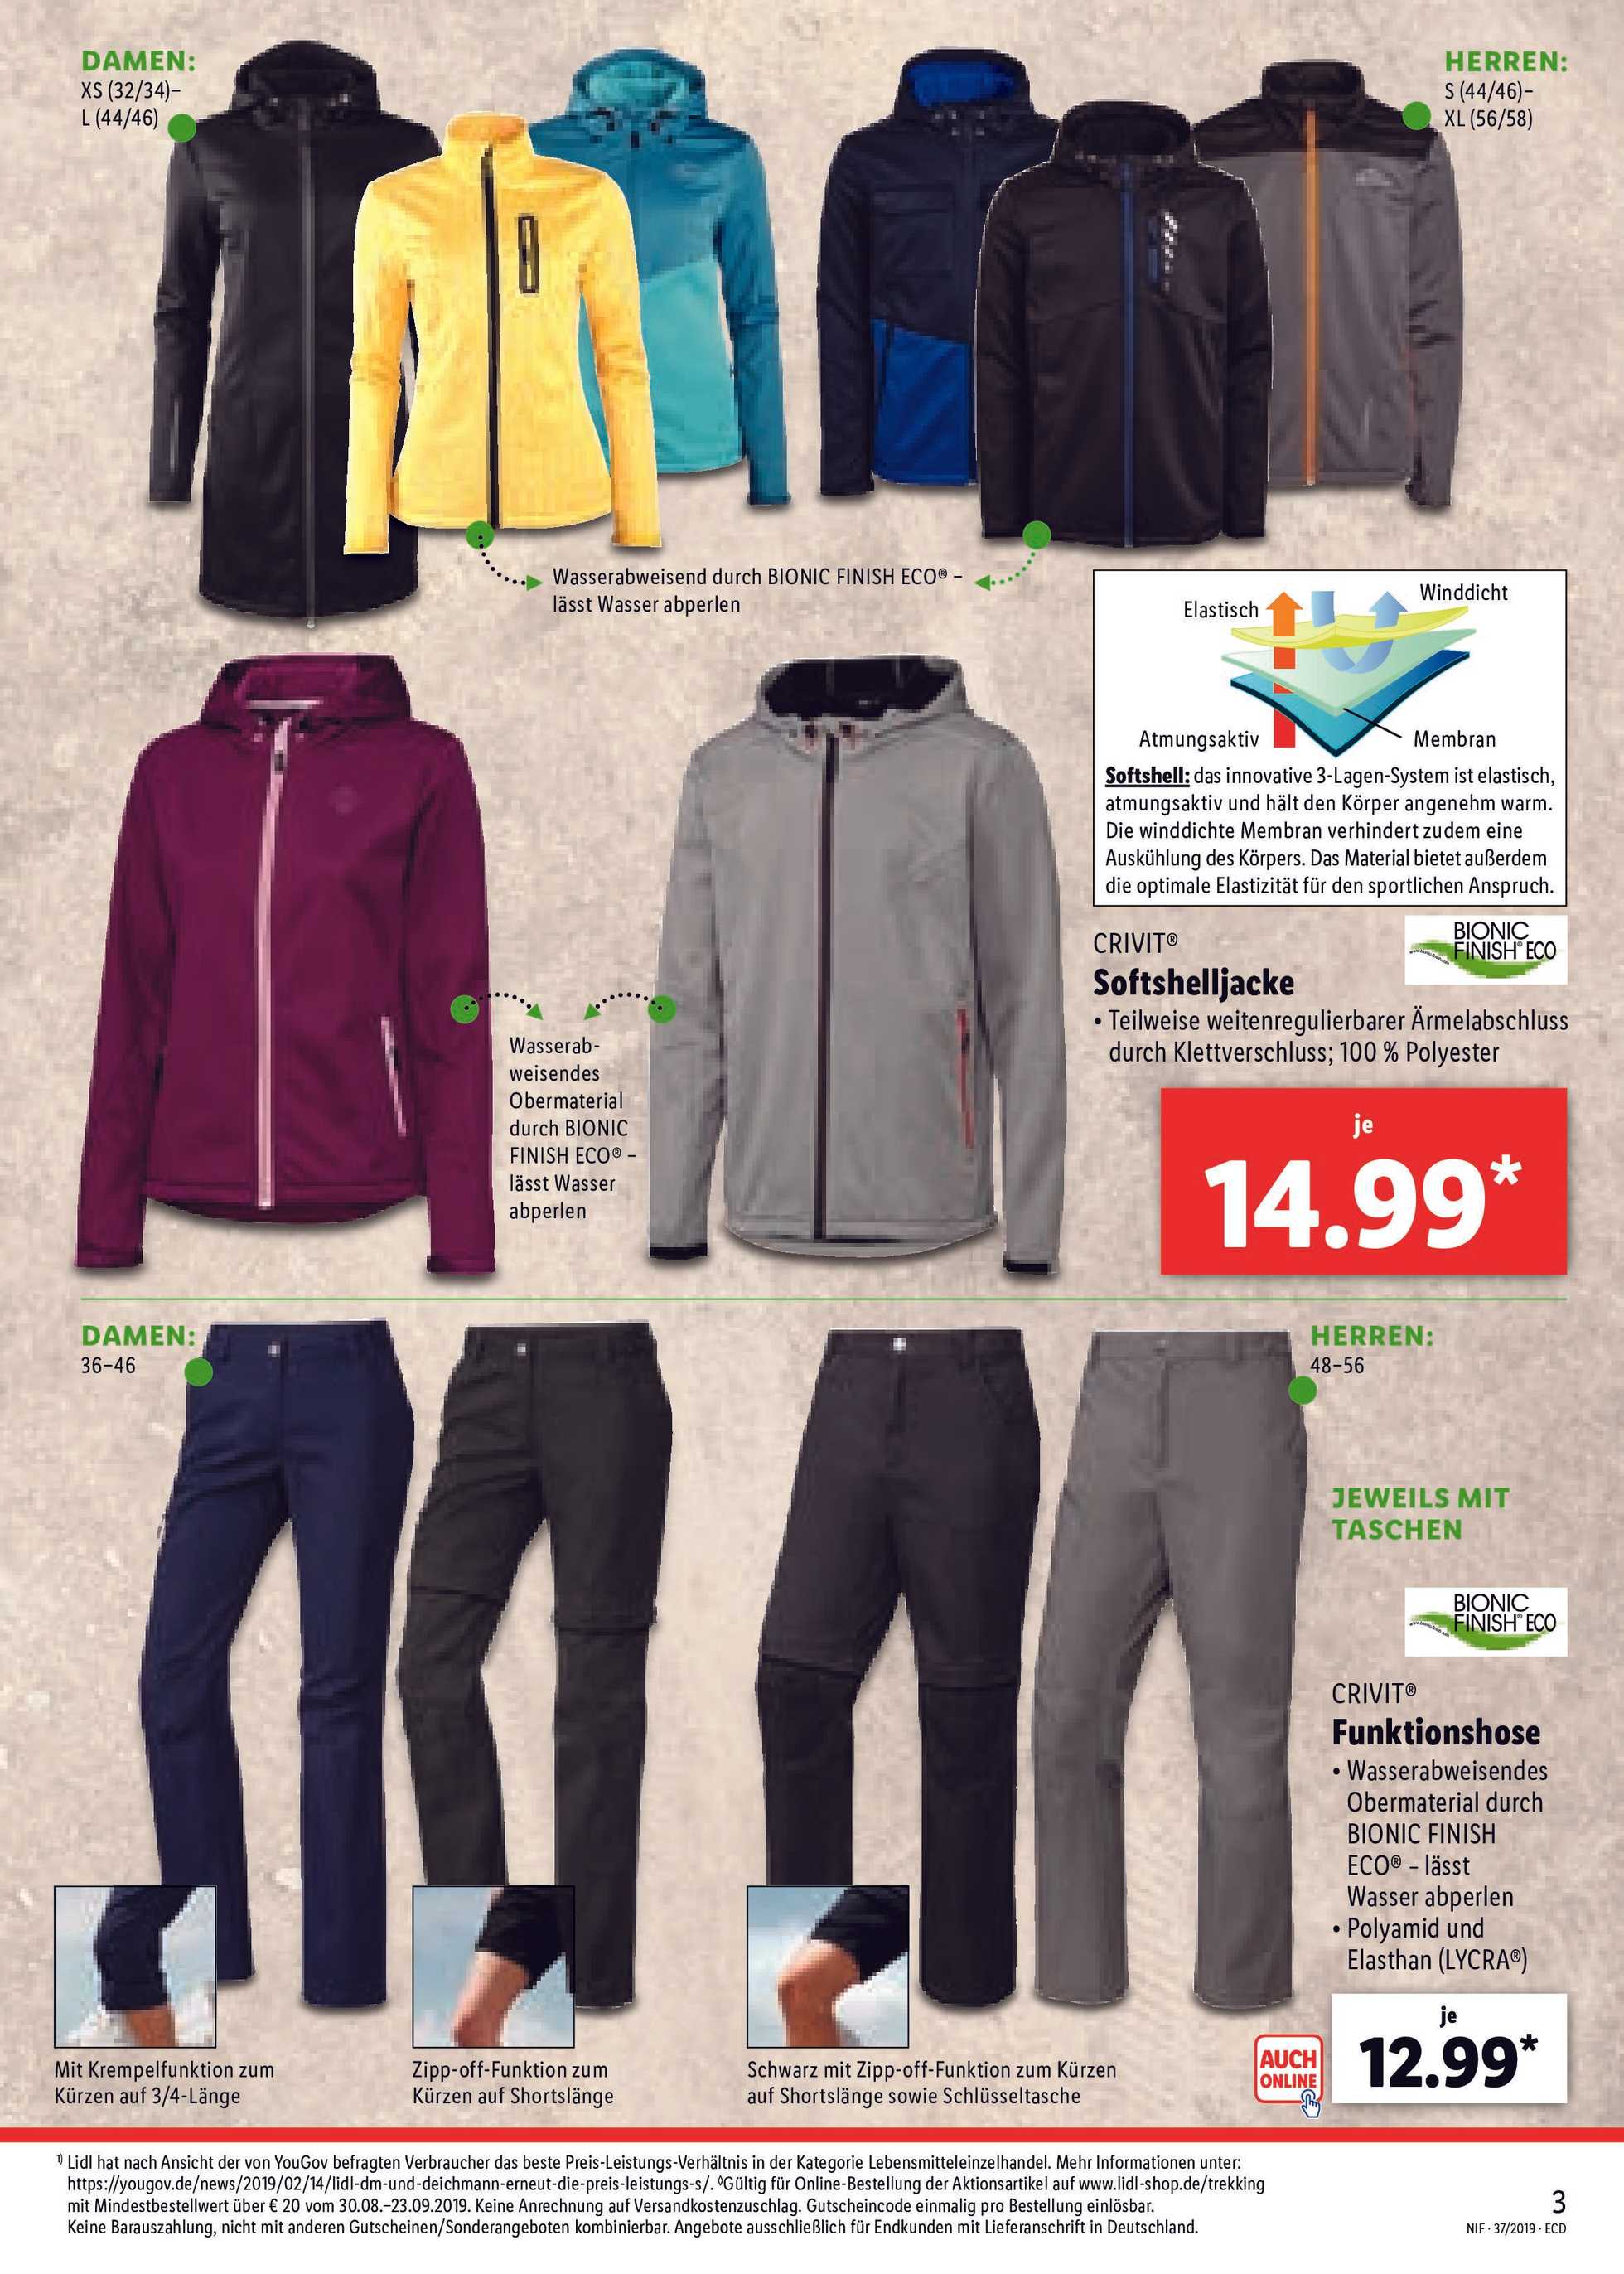 DAMEN:
XS (32/34)–
L (44/46)
HERREN:
S (44/46)–
XL (56/58)
Wasserabweisend durch BIONIC FINISH ECO® –
lässt Wasser abperlen
Elastisch
Winddicht
Atmungsaktiv
Membran
Softshell: das innovative 3-Lagen-System ist elastisch,
atmungsaktiv und hält den Körper angenehm warm.
Die winddichte Membran verhindert zudem eine
Auskühlung des Körpers. Das Material bietet außerdem
die optimale Elastizität für den sportlichen Anspruch.
BIONIC
FINISH® ECO
CRIVIT®
Softshelljacke
• Teilweise weitenregulierbarer Ärmelabschluss
durch Klettverschluss; 100 % Polyester
Wasserab-
weisendes
Obermaterial
durch BIONIC
FINISH ECO® –
lässt Wasser
abperlen
je
14.99*
DAMEN:
36–46
HERREN:
48–56
JEWEILS MIT
TASCHEN
BIONIC
FINISH® ECO
CRIVIT®
Funktionshose
• Wasserabweisendes
Obermaterial durch
BIONIC FINISH
ECO® – lässt
Wasser abperlen
• Polyamid und
Elasthan (LYCRA®)
je
12.99*
AUCH
ONLINE
Mit Krempelfunktion zum
Kürzen auf 3/4-Länge
Zipp-off-Funktion zum
Kürzen auf Shortslänge
Schwarz mit Zipp-off-Funktion zum Kürzen
auf Shortslänge sowie Schlüsseltasche
¹⁾ Lidl hat nach Ansicht der von YouGov befragten Verbraucher das beste Preis-Leistungs-Verhältnis in der Kategorie Lebensmitteleinzelhandel. Mehr Informationen unter:
https://yougov.de/news/2019/02/14/lidl-dm-und-deichmann-erneut-die-preis-leistungs-s/. ◊Gültig für Online-Bestellung der Aktionsartikel auf www.lidl-shop.de/trekking
mit Mindestbestellwert über € 20 vom 30.08.–23.09.2019. Keine Anrechnung auf Versandkostenzuschlag. Gutscheincode einmalig pro Bestellung einlösbar.
Keine Barauszahlung, nicht mit anderen Gutscheinen/Sonderangeboten kombinierbar. Angebote ausschließlich für Endkunden mit Lieferanschrift in Deutschland.
3
NIF · 37/2019 · ECD